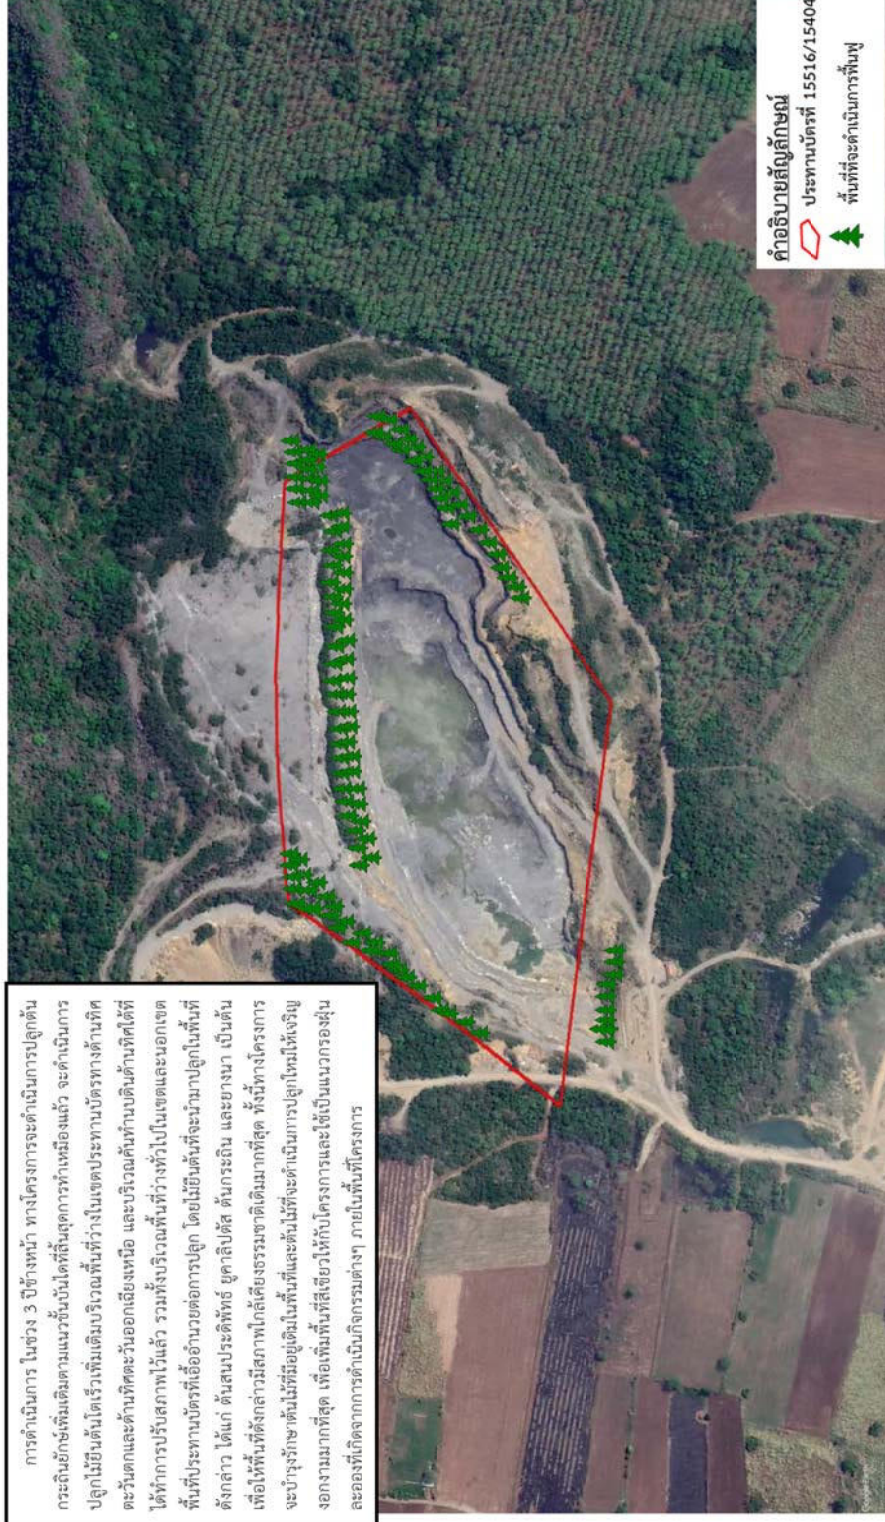 การดำเนินการ ในช่วง 3 ปีข้างหน้า ทางโครงการจะดำเนินการปลูกต้น
กระถินยักษ์เพิ่มเติมตามแนวขั้นบันไดที่สิ้นสุดการทำเหมืองแล้ว จะดำเนินการ
ปลูกไม้ยืนต้นโตเร็วเพิ่มเติมบริเวณพื้นที่ว่างในเขตประทานบัตรทางด้านทิศ
ตะวันตกและด้านทิศตะวันออกเฉียงเหนือ และบริเวณคันทำนบดินด้านทิศใต้ที่
ได้ทำการปรับสภาพไว้แล้ว รวมทั้งบริเวณพื้นที่ว่างทั่วไปในเขตและนอกเขต
พื้นที่ประทานบัตรที่เอื้ออำนวยต่อการปลูก โดยไม้ยืนต้นที่จะนำมาปลูกในพื้นที่
ดังกล่าว ได้แก่ ต้นสนประดิพัทธ์ ยูคาลิปตัส ต้นกระถิน และยางนา เป็นต้น
เพื่อให้พื้นที่ดังกล่าวมีสภาพใกล้เคียงธรรมชาติเดิมมากที่สุด ทั้งนี้ทางโครงการ
จะบำรุงรักษาต้นไม้ที่มีอยู่เดิมในพื้นที่และต้นไม้ที่จะดำเนินการปลูกใหม่ให้เจริญ
งอกงามมากที่สุด เพื่อเพิ่มพื้นที่สีเขียวให้กับโครงการและใช้เป็นแนวกรองฝุ่น
ละอองที่เกิดจากการดำเนินกิจกรรมต่างๆ ภายในพื้นที่โครงการ
คำอธิบายสัญลักษณ์
ประทานบัตรที่ 15516/15404
พื้นที่ที่จะดำเนินการฟื้นฟู